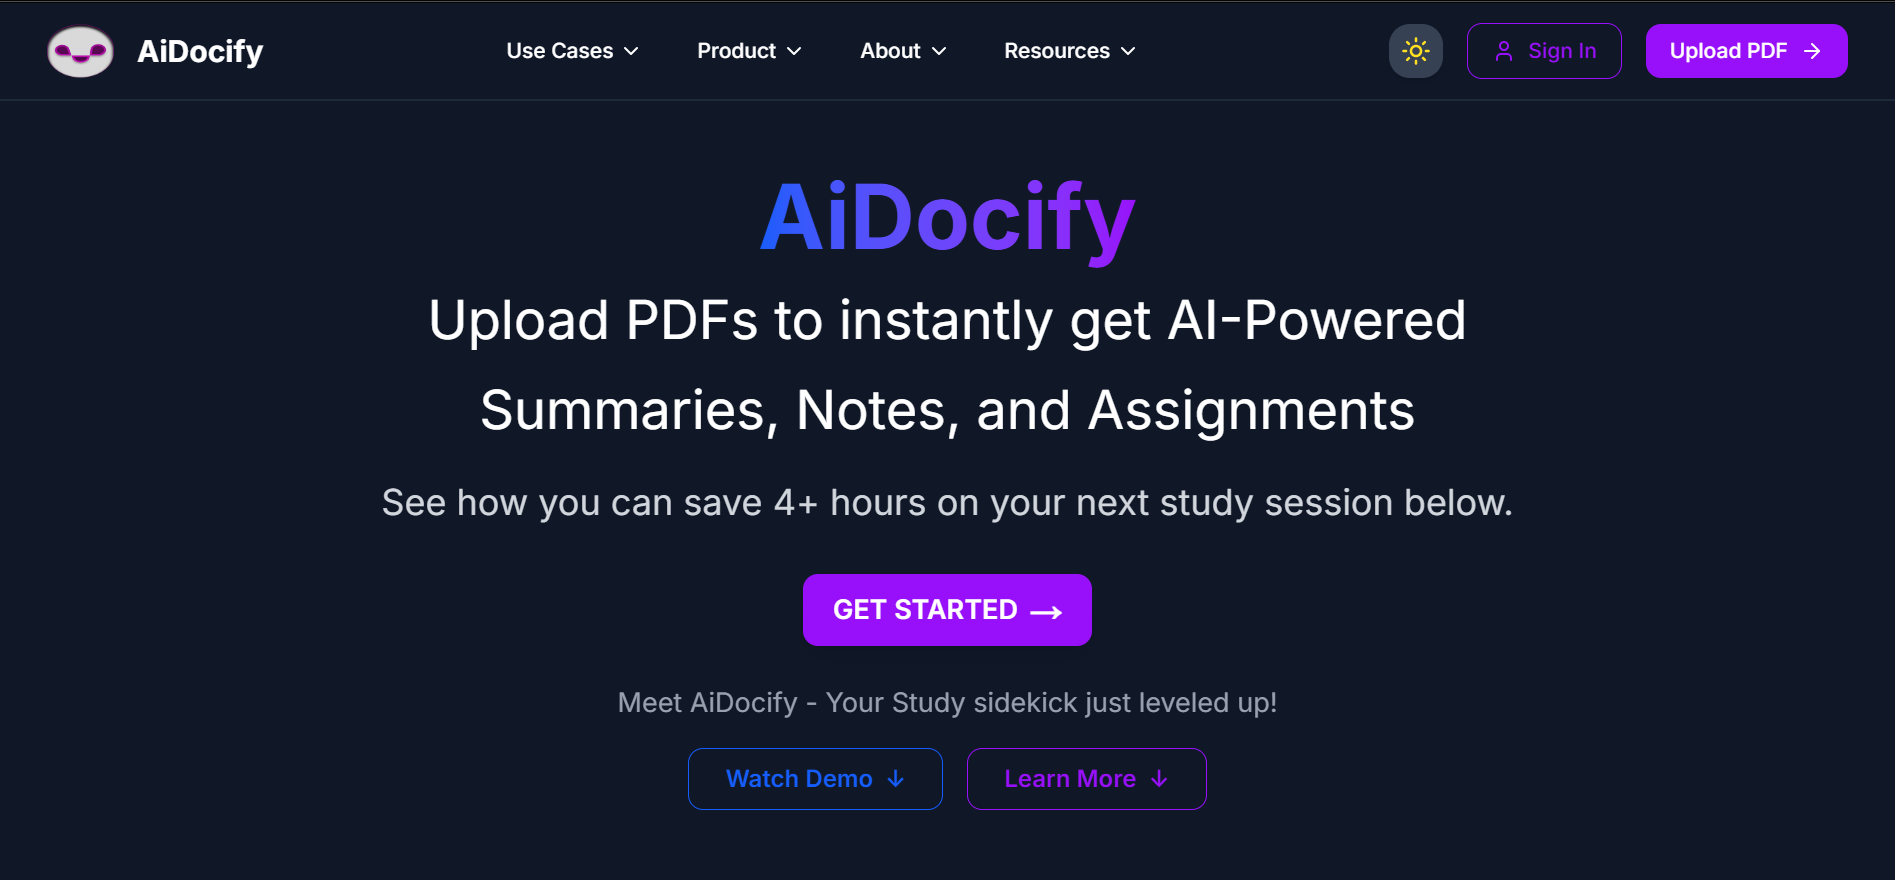 AiDocify
Use Cases
Product
About
Resources
Sign In
Upload PDF →
AiDocify
Upload PDFs to instantly get AI-Powered
Summaries, Notes, and Assignments
See how you can save 4+ hours on your next study session below.
GET STARTED →
Meet AiDocify - Your Study sidekick just leveled up!
Watch Demo ↓
Learn More ↓